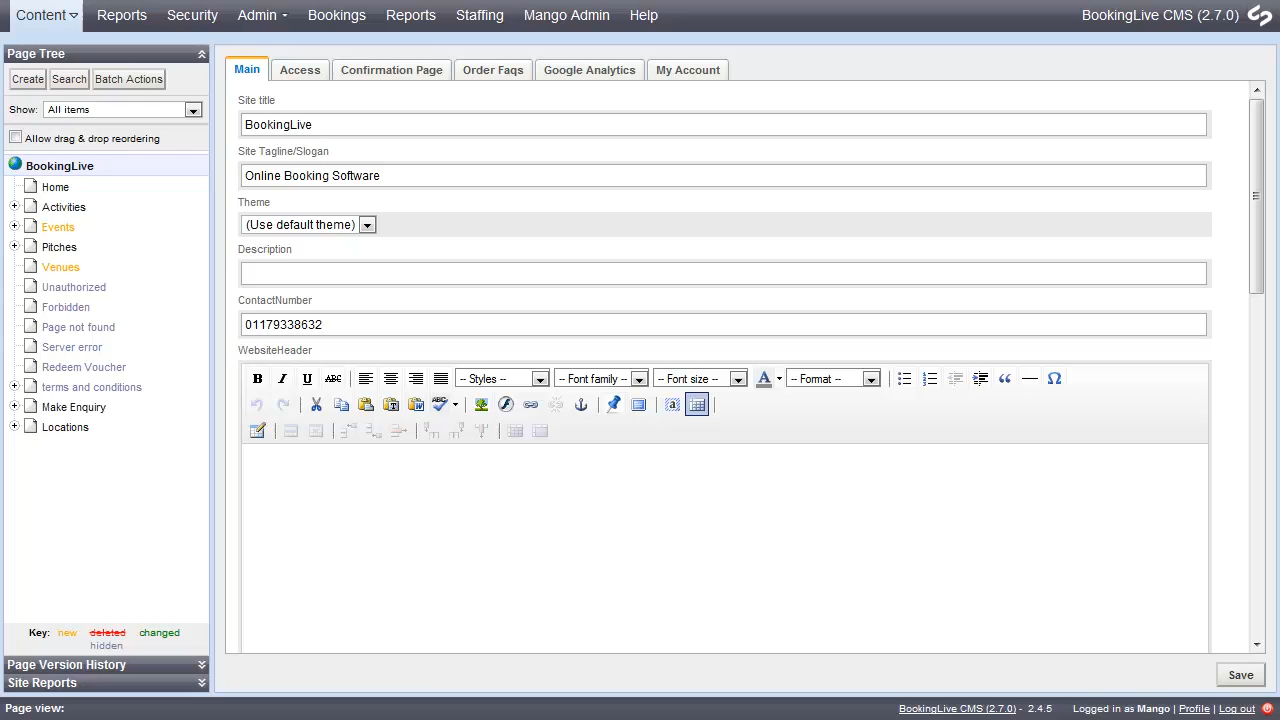 Content Reports Security Admin Bookings Reports Staffing Mango Admin Help BookingLive CMS (2.7.0)
Page Tree
Create Search Batch Actions
Show: All items
Allow drag & drop reordering
BookingLive
Home
Activities
Events
Pitches
Venues
Unauthorized
Forbidden
Page not found
Server error
Redeem Voucher
terms and conditions
Make Enquiry
Locations
Key: new deleted changed
hidden
Page Version History
Site Reports
Main Access Confirmation Page Order Faqs Google Analytics My Account
Site title
BookingLive
Site Tagline/Slogan
Online Booking Software
Theme
(Use default theme)
Description
ContactNumber
01179338632
WebsiteHeader
B I U ABC -- Styles -- -- Font family -- -- Font size -- A -- Format -- “ Ω
ABC T W a
Save
Page view: BookingLive CMS (2.7.0) - 2.4.5 Logged in as Mango | Profile | Log out